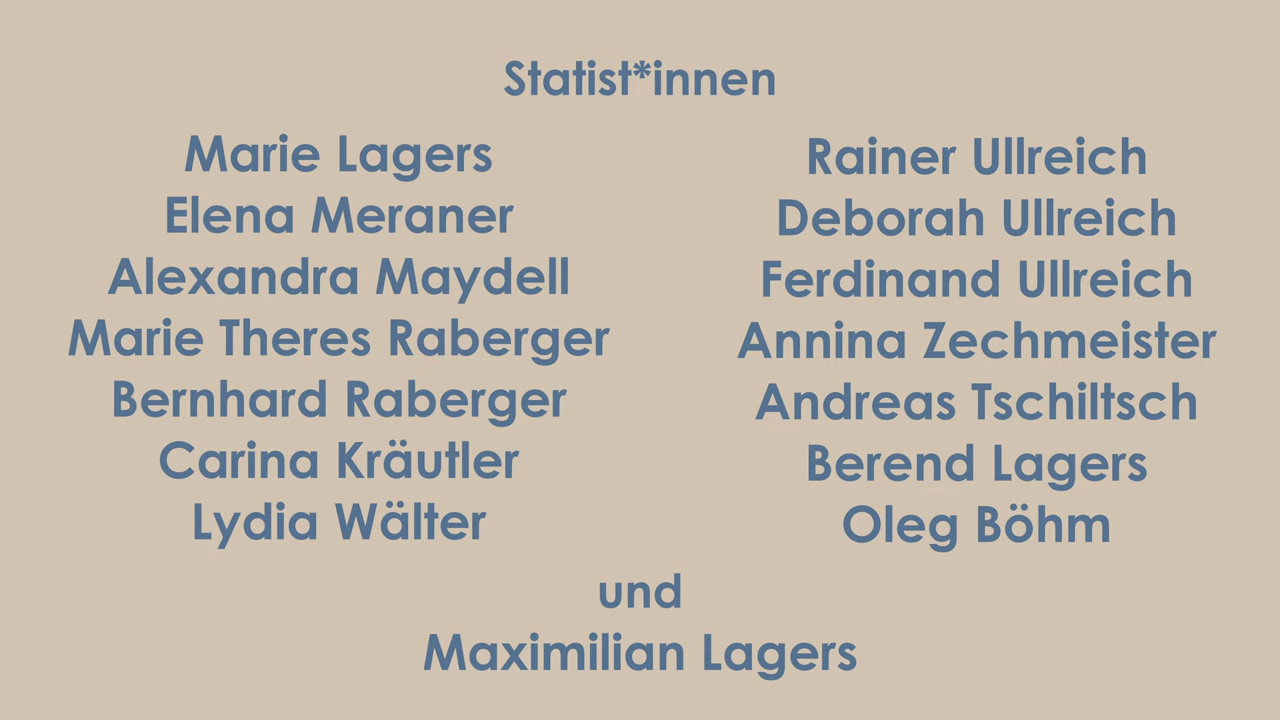 Statist*innen
Marie Lagers
Elena Meraner
Alexandra Maydell
Marie Theres Raberger
Bernhard Raberger
Carina Kräutler
Lydia Wälter
Rainer Ullreich
Deborah Ullreich
Ferdinand Ullreich
Annina Zechmeister
Andreas Tschiltsch
Berend Lagers
Oleg Böhm
und
Maximilian Lagers